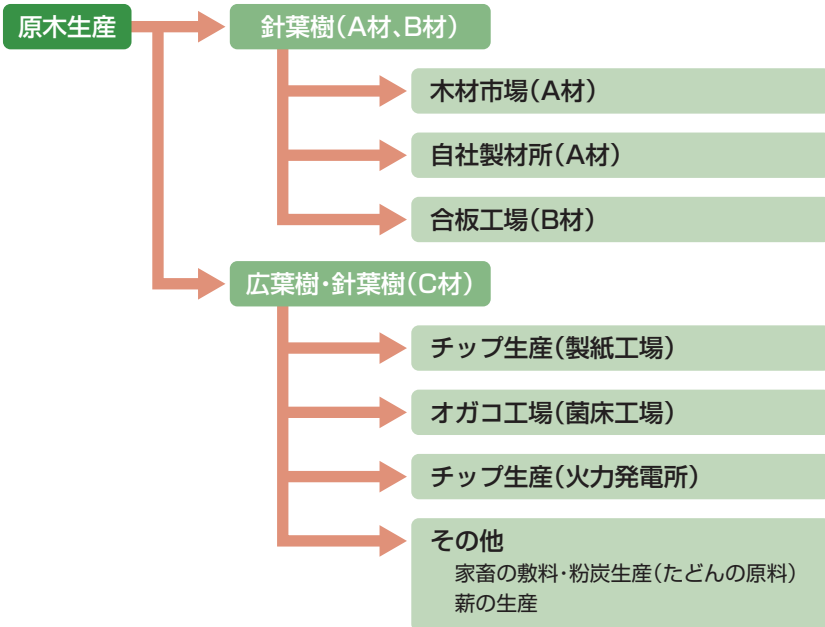 原木生産
針葉樹(A材、B材)
木材市場(A材)
自社製材所(A材)
合板工場(B材)
広葉樹・針葉樹(C材)
チップ生産(製紙工場)
オガコ工場(菌床工場)
チップ生産(火力発電所)
その他
家畜の敷料・粉炭生産(たどんの原料)
薪の生産